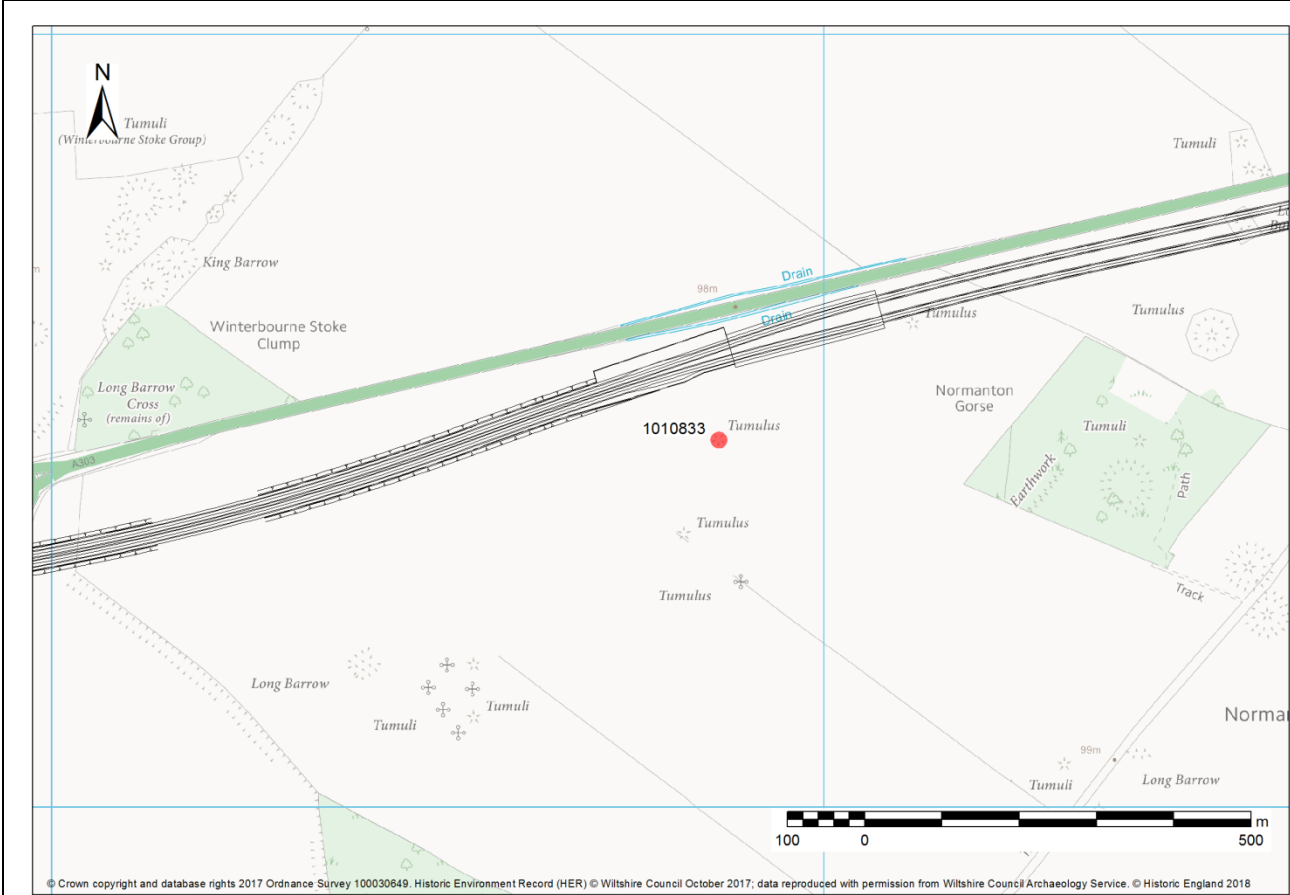 N
Tumuli
(Winterbourne Stoke Group)
Tumuli
King Barrow
Drain
98m
Drain
Winterbourne Stoke
Clump
Tumulus
Tumulus
Long Barrow
Cross
(remains of)
Normanton
Gorse
1010833
Tumulus
Tumuli
A303
Earthwork
Path
Tumulus
Tumulus
Track
Long Barrow
Tumuli
Tumuli
Norma
99m
Tumuli
Long Barrow
m
100 0 500
© Crown copyright and database rights 2017 Ordnance Survey 100030649. Historic Environment Record (HER) © Wiltshire Council October 2017; data reproduced with permission from Wiltshire Council Archaeology Service. © Historic England 2018